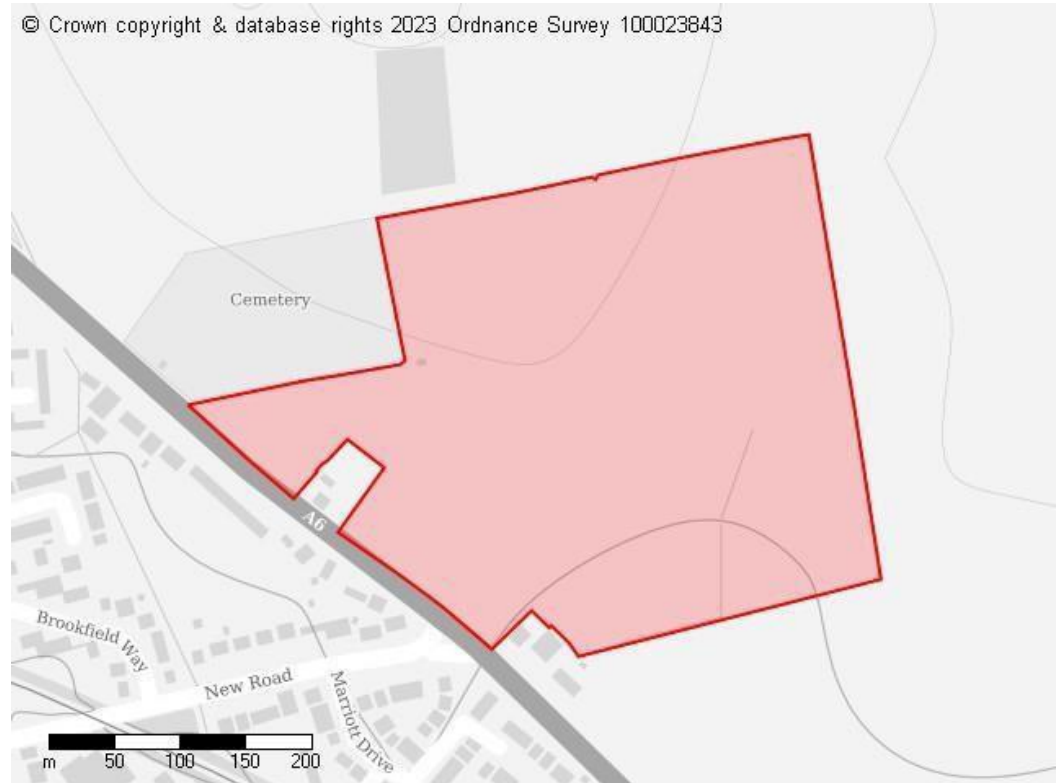 © Crown copyright & database rights 2023 Ordnance Survey 100023843
Cemetery
A6
Brookfield Way
New Road
Marriott Drive
m 50 100 150 200